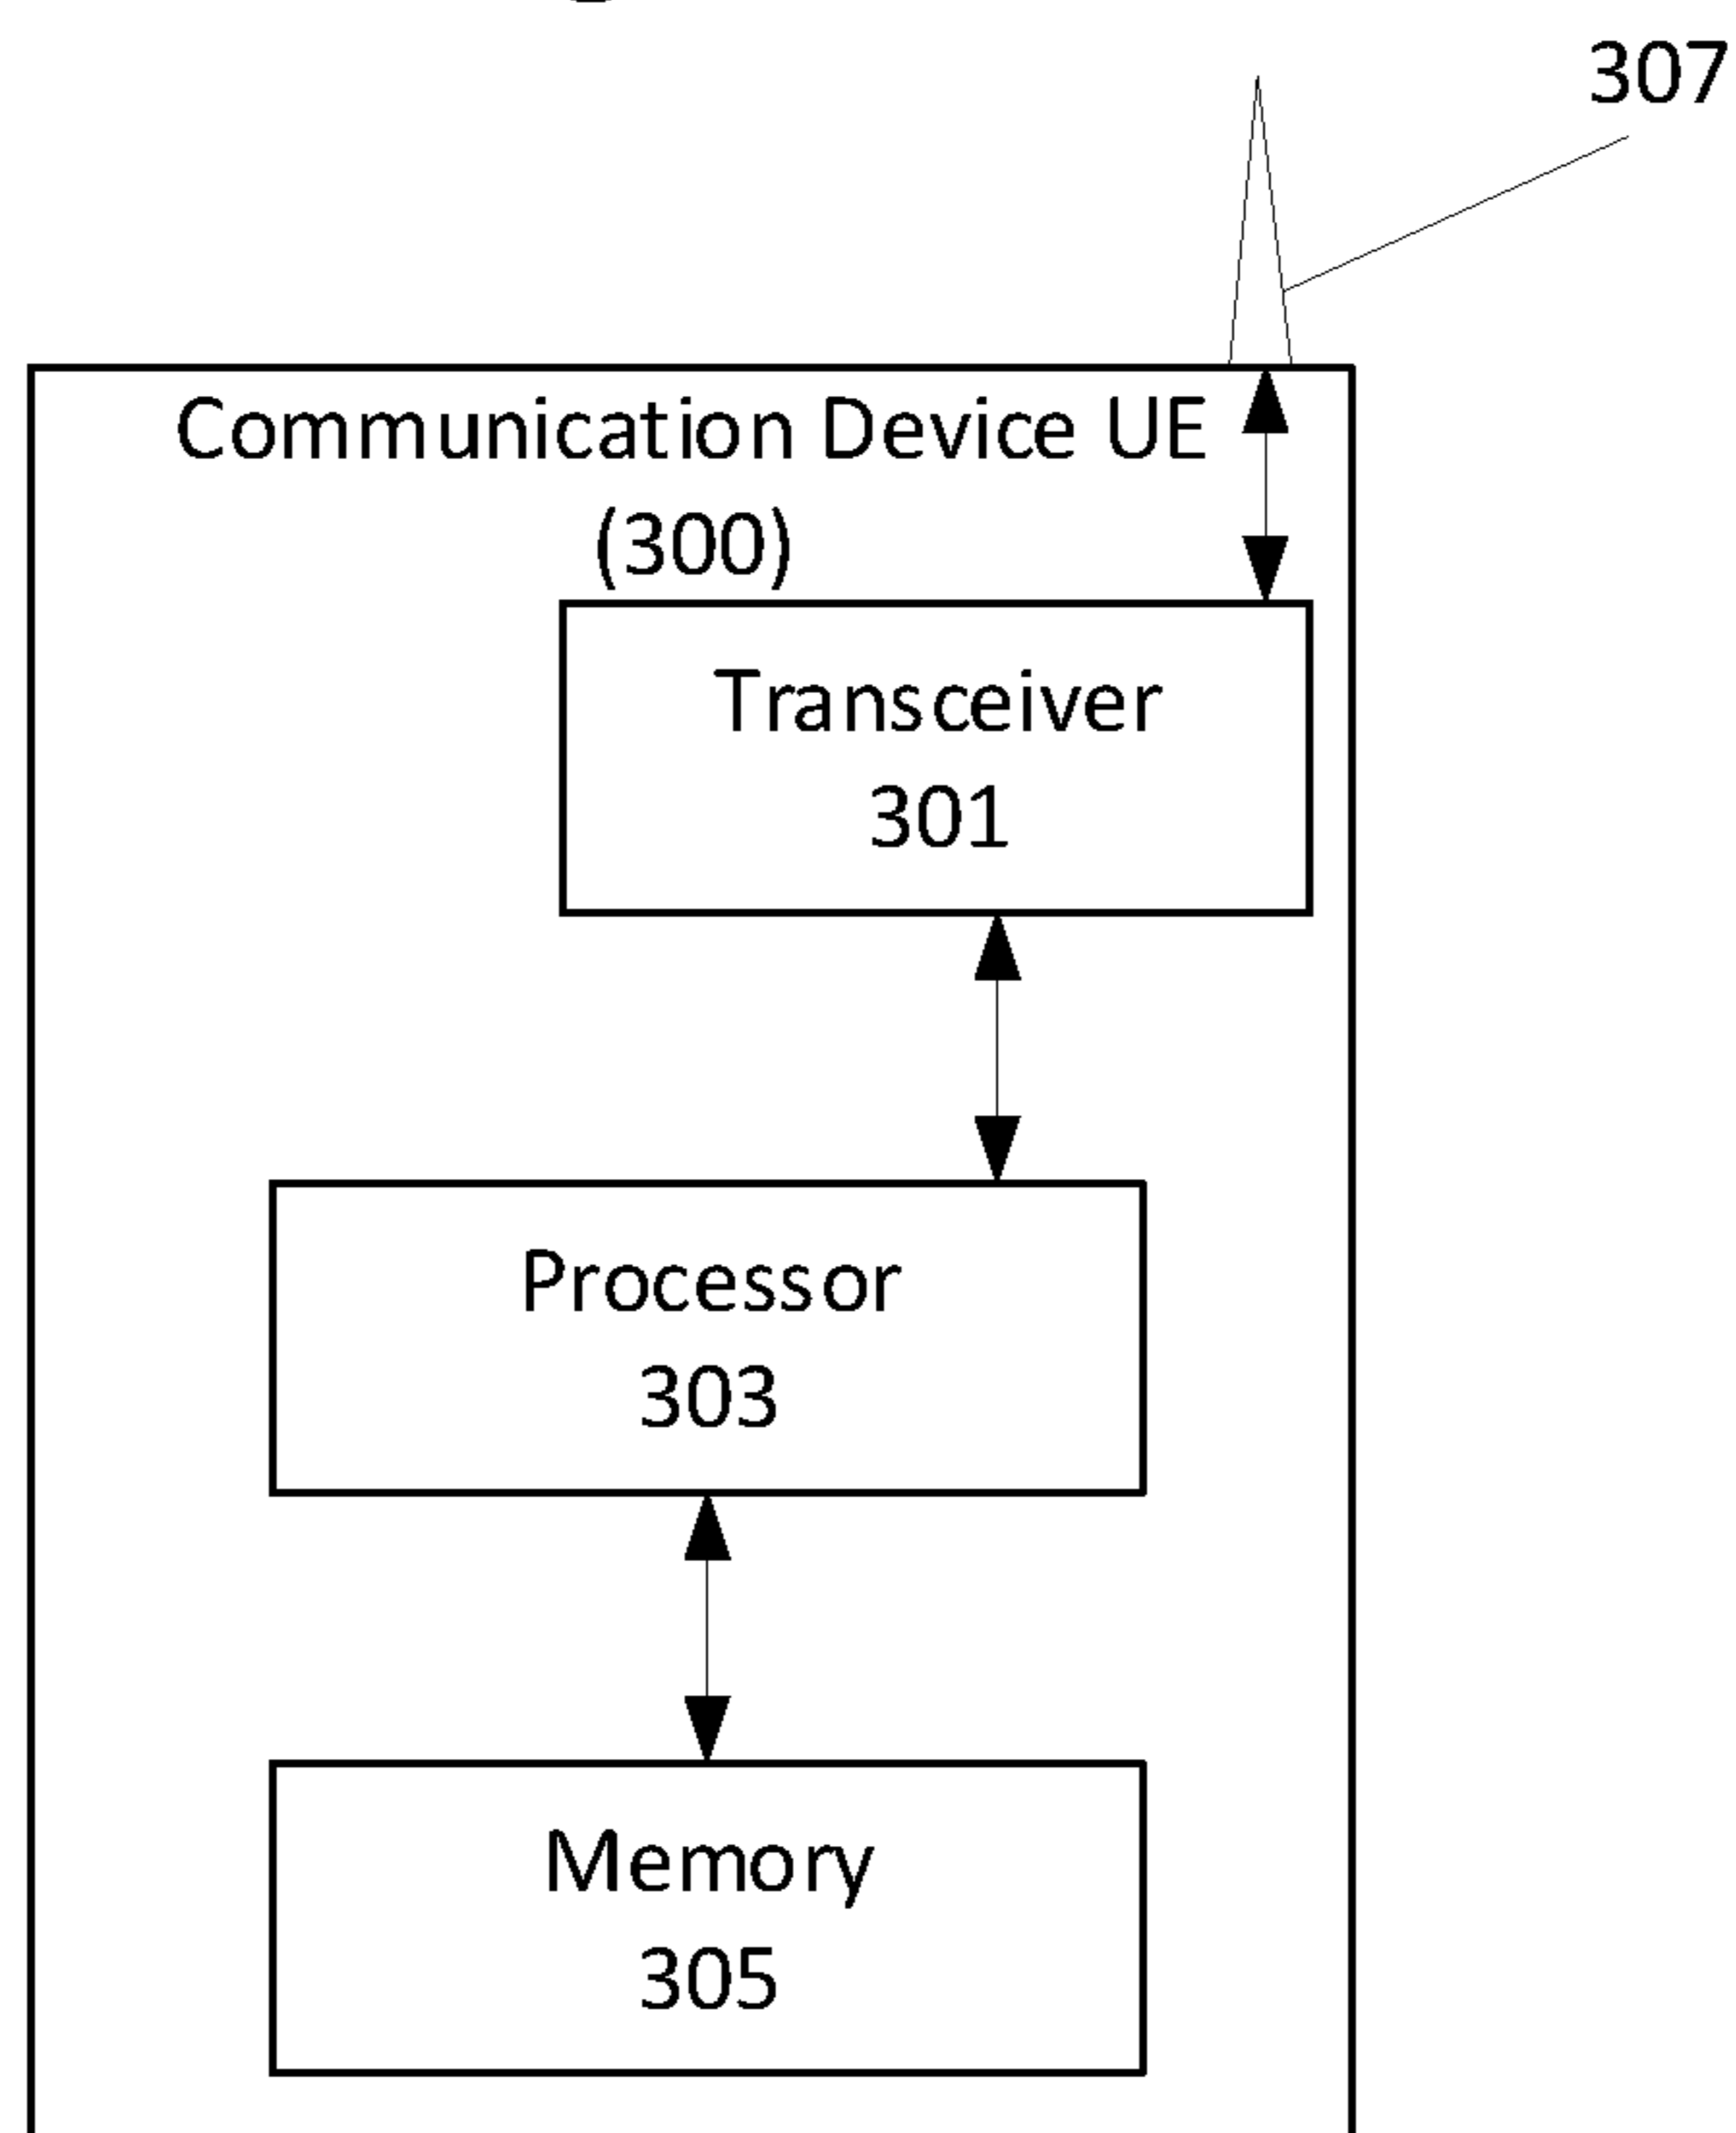 307
Communication Device UE
(300)
Transceiver
301
Processor
303
Memory
305